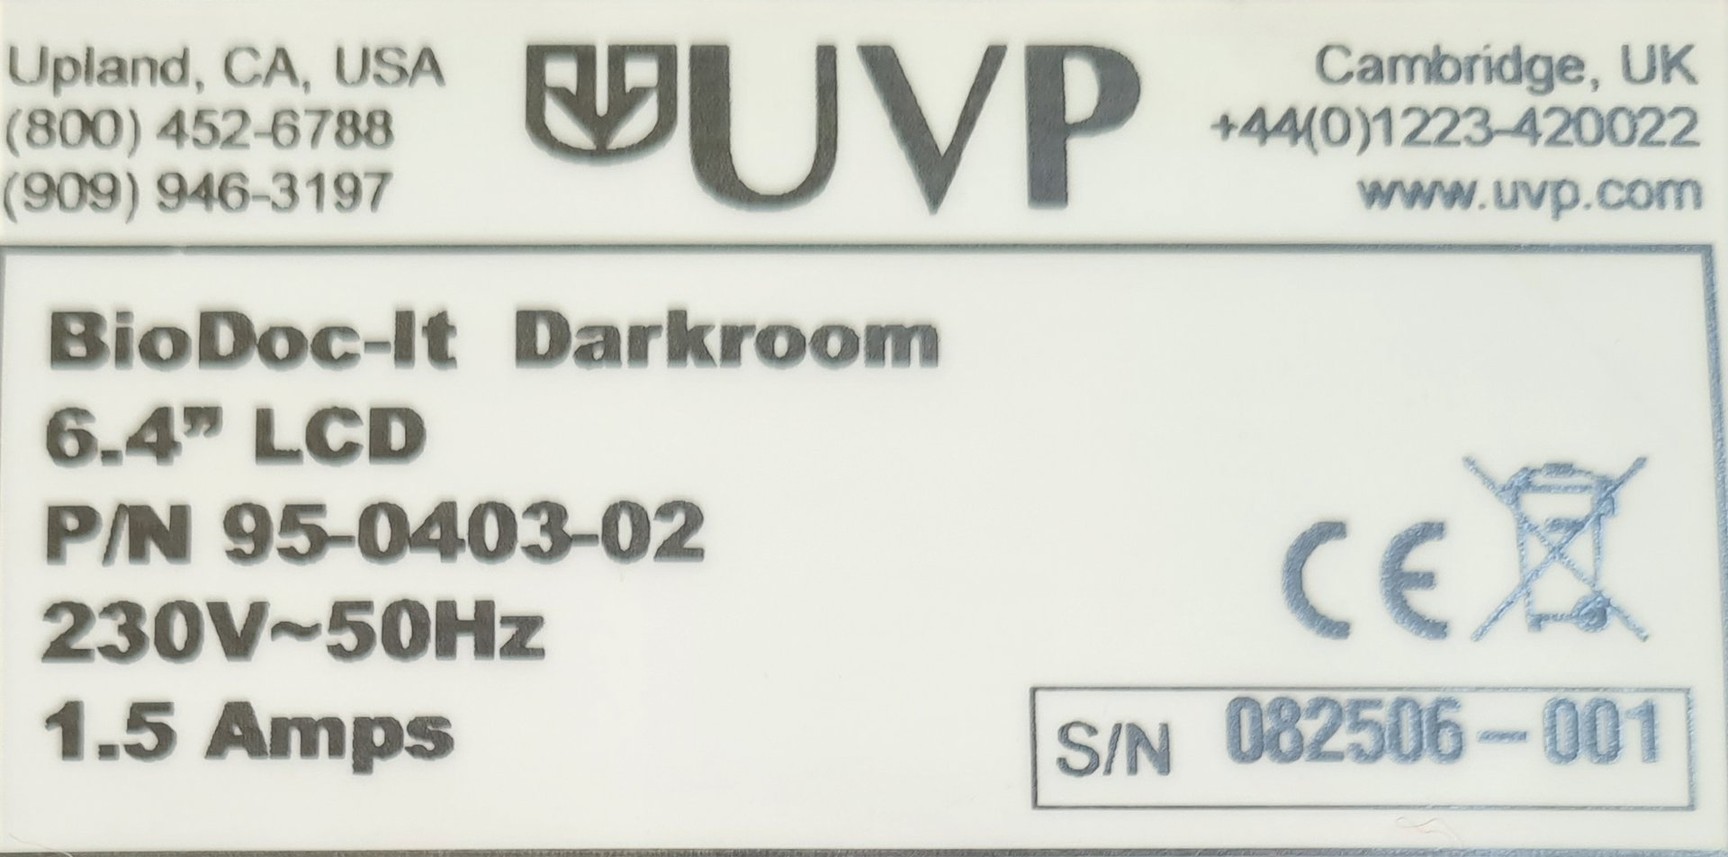 Upland, CA, USA
(800) 452-6788
(909) 946-3197
UVP
Cambridge, UK
+44(0)1223-420022
www.uvp.com
BioDoc-It Darkroom
6.4” LCD
P/N 95-0403-02
230V~50Hz
1.5 Amps
CE
S/N 082506-001